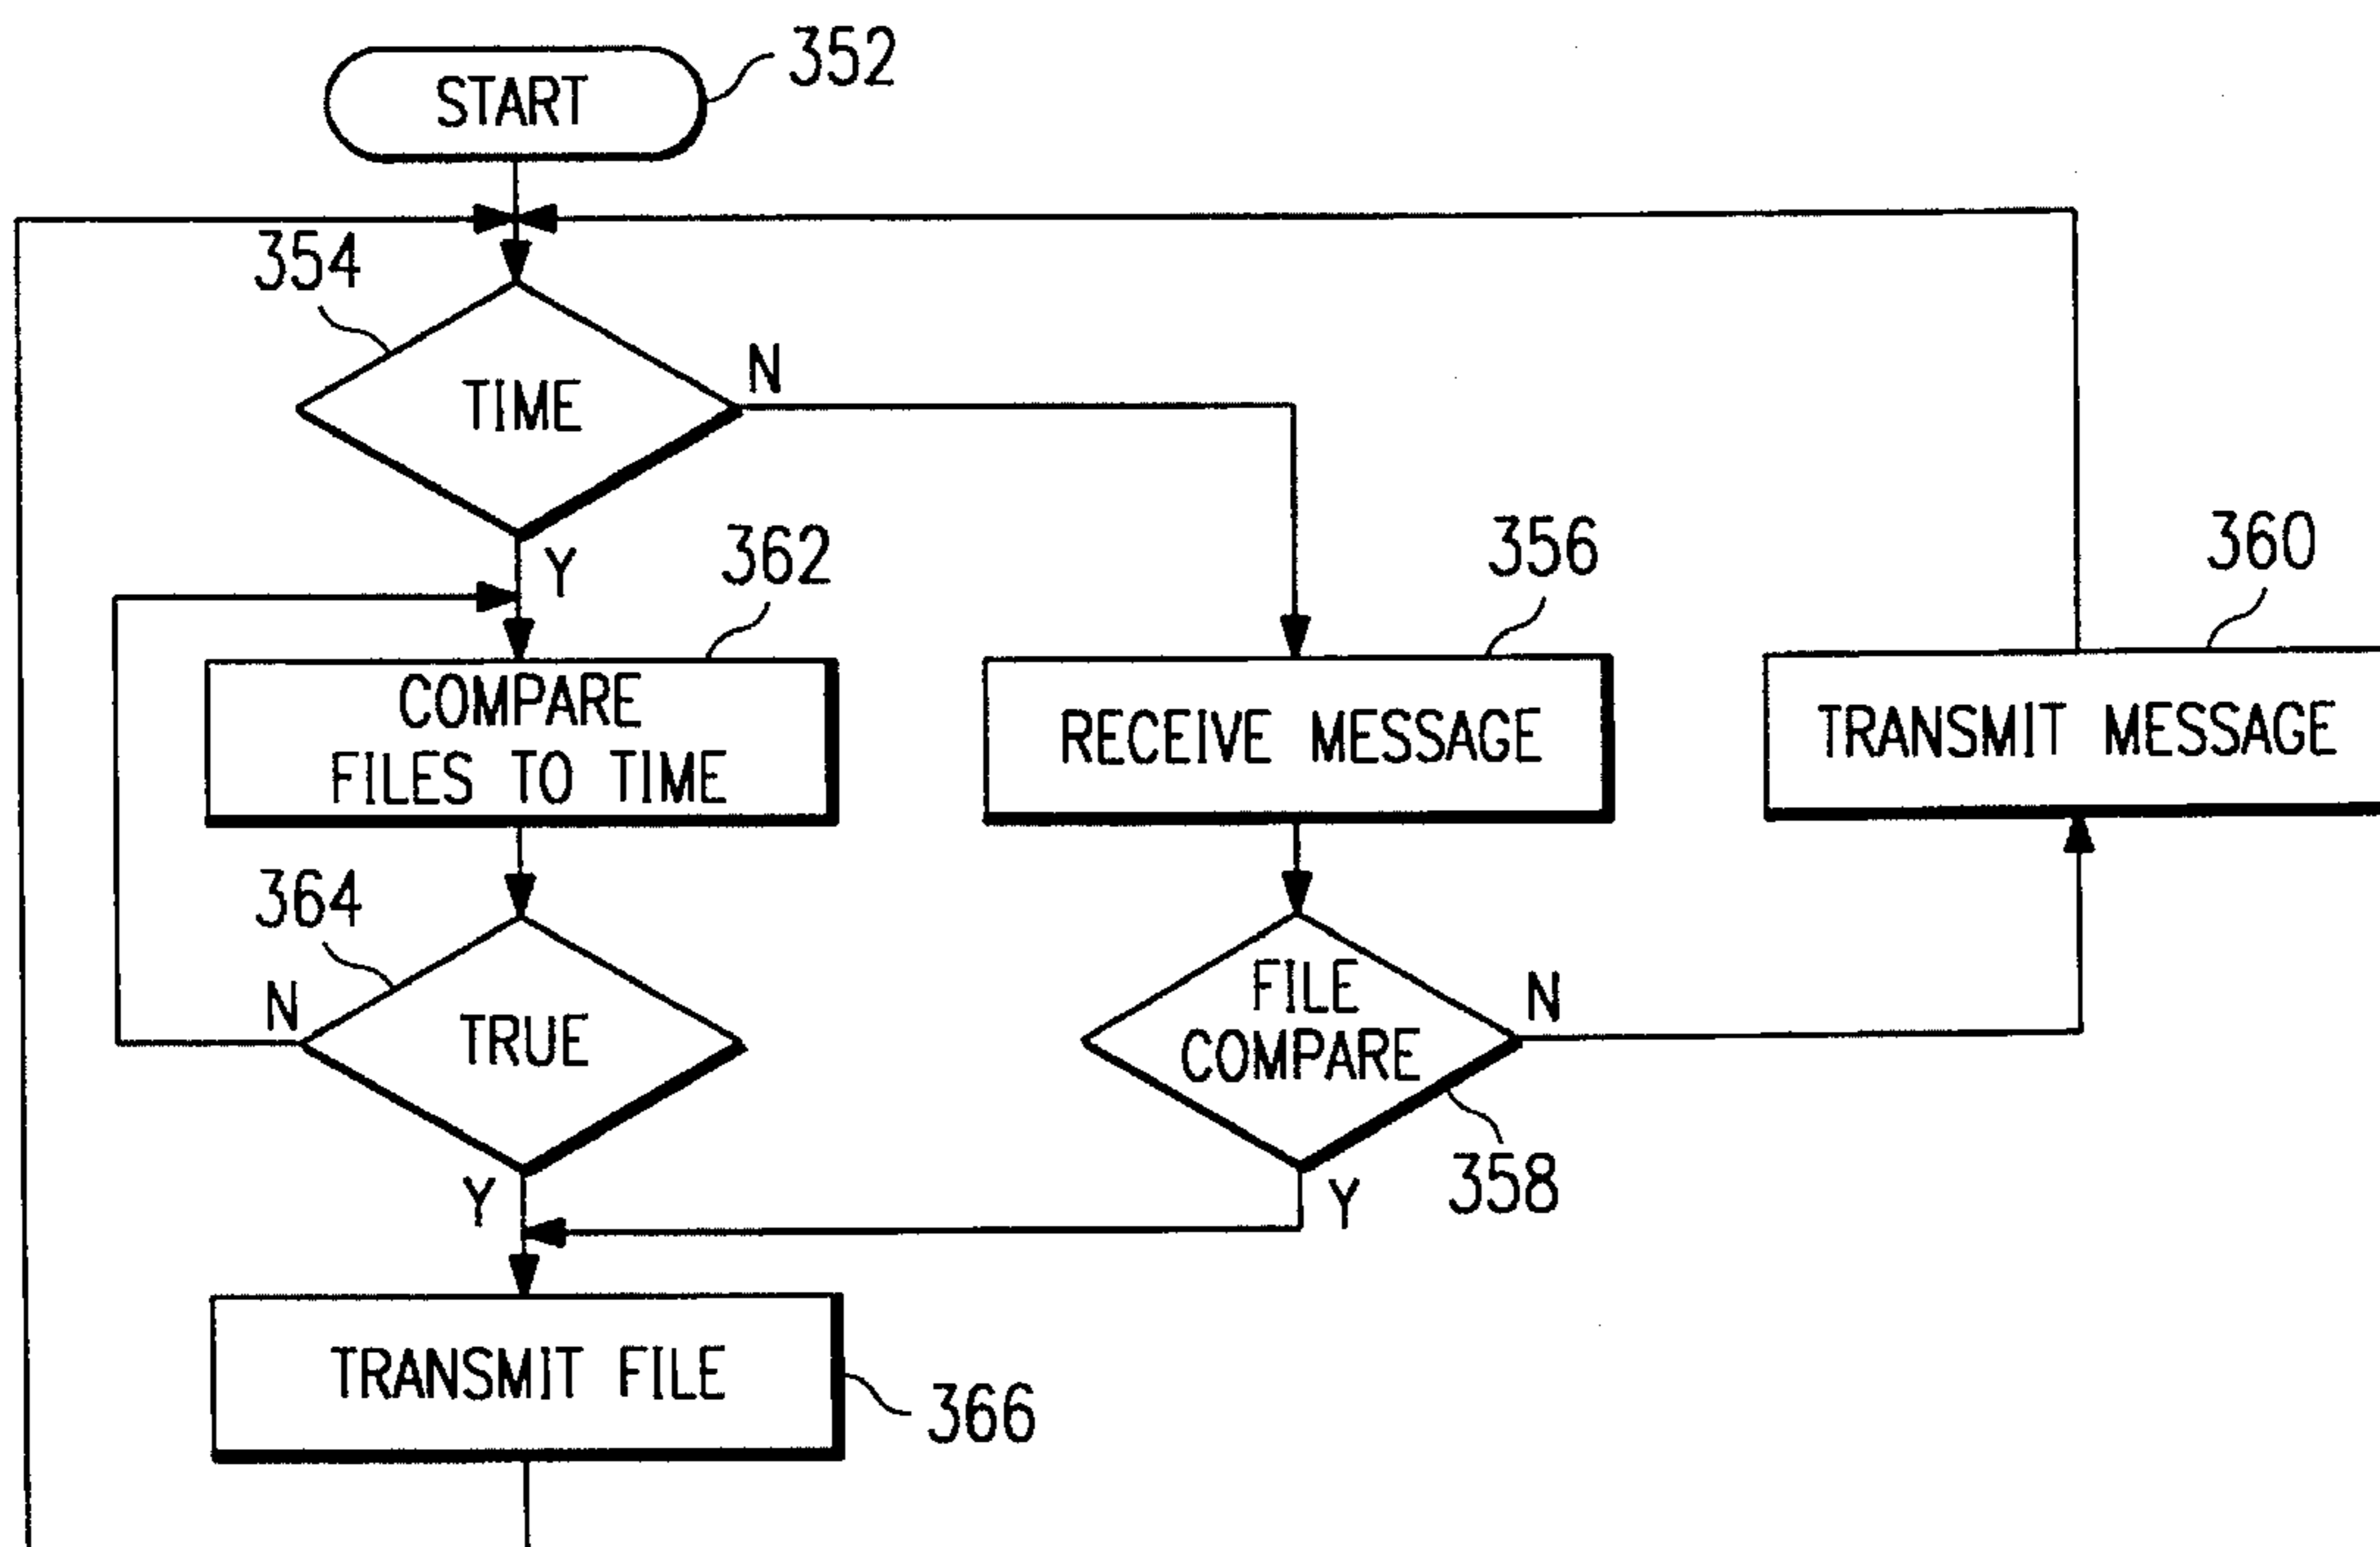 START
352
354
TIME
N
Y
362
356
360
COMPARE
FILES TO TIME
RECEIVE MESSAGE
TRANSMIT MESSAGE
364
N
TRUE
Y
FILE
COMPARE
N
358
Y
TRANSMIT FILE
366